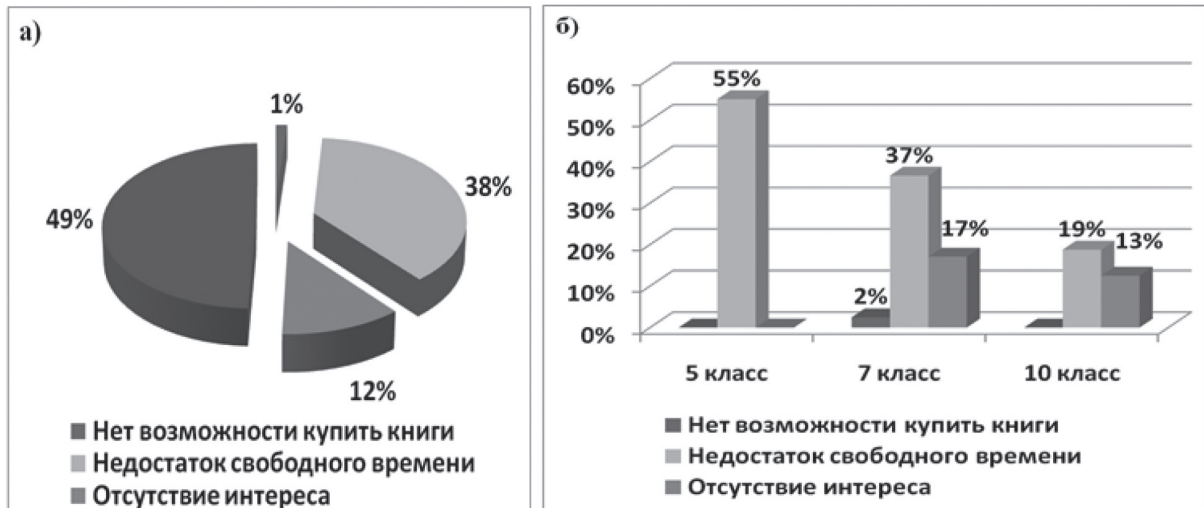 а)
1%
38%
49%
12%
Нет возможности купить книги
Недостаток свободного времени
Отсутствие интереса
б)
60%
50%
40%
30%
20%
10%
0%
55%
2%
37%
17%
19%
13%
5 класс 7 класс 10 класс
Нет возможности купить книги
Недостаток свободного времени
Отсутствие интереса